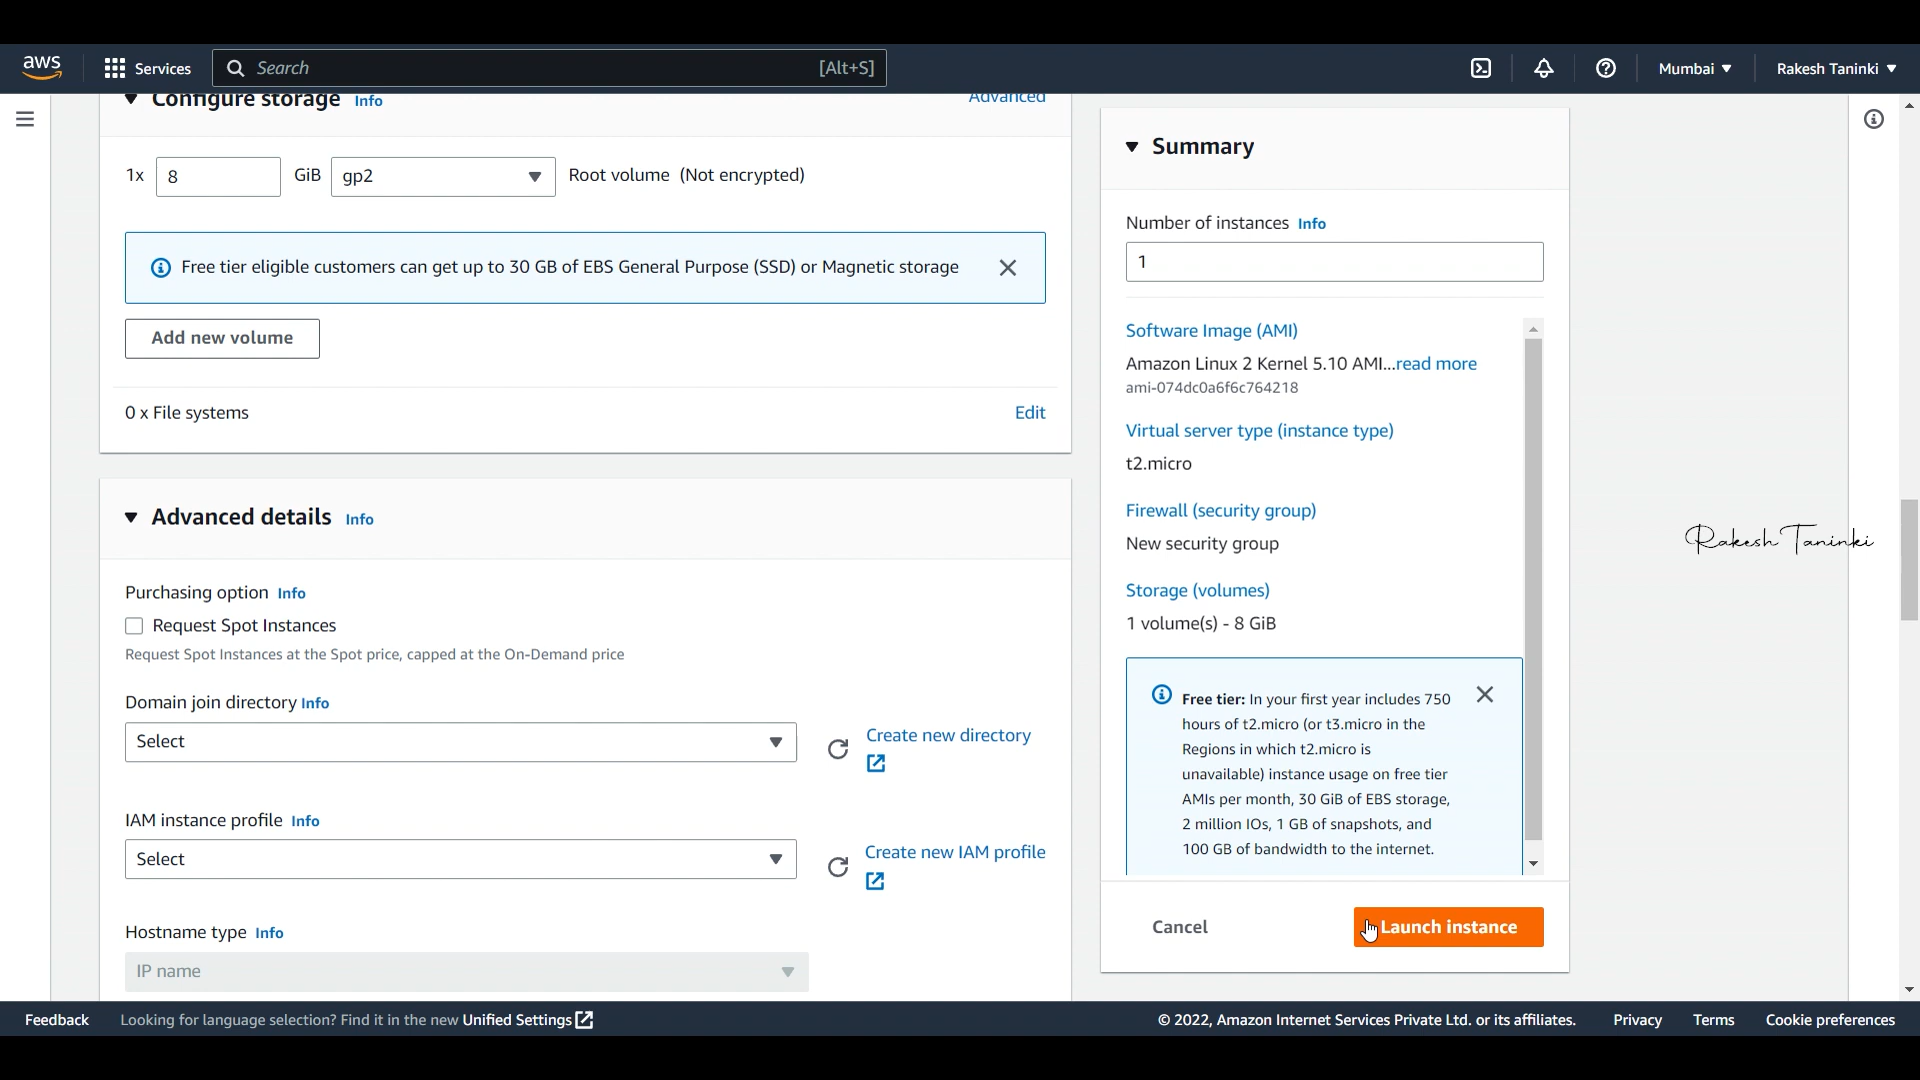 aws
Services
Search
[Alt+S]
Mumbai
Rakesh Taninki
Configure storage Info
Advanced
1x
8
GiB
gp2
Root volume (Not encrypted)
Free tier eligible customers can get up to 30 GB of EBS General Purpose (SSD) or Magnetic storage
Add new volume
0 x File systems
Edit
Advanced details Info
Purchasing option Info
Request Spot Instances
Request Spot Instances at the Spot price, capped at the On-Demand price
Domain join directory Info
Select
Create new directory
IAM instance profile Info
Select
Create new IAM profile
Hostname type Info
IP name
Summary
Number of instances Info
1
Software Image (AMI)
Amazon Linux 2 Kernel 5.10 AMI...read more
ami-074dc0a6f6c764218
Virtual server type (instance type)
t2.micro
Firewall (security group)
New security group
Storage (volumes)
1 volume(s) - 8 GiB
Free tier: In your first year includes 750
hours of t2.micro (or t3.micro in the
Regions in which t2.micro is
unavailable) instance usage on free tier
AMIs per month, 30 GiB of EBS storage,
2 million IOs, 1 GB of snapshots, and
100 GB of bandwidth to the internet.
Cancel
Launch instance
Rakesh Taninki
Feedback
Looking for language selection? Find it in the new Unified Settings
© 2022, Amazon Internet Services Private Ltd. or its affiliates.
Privacy
Terms
Cookie preferences